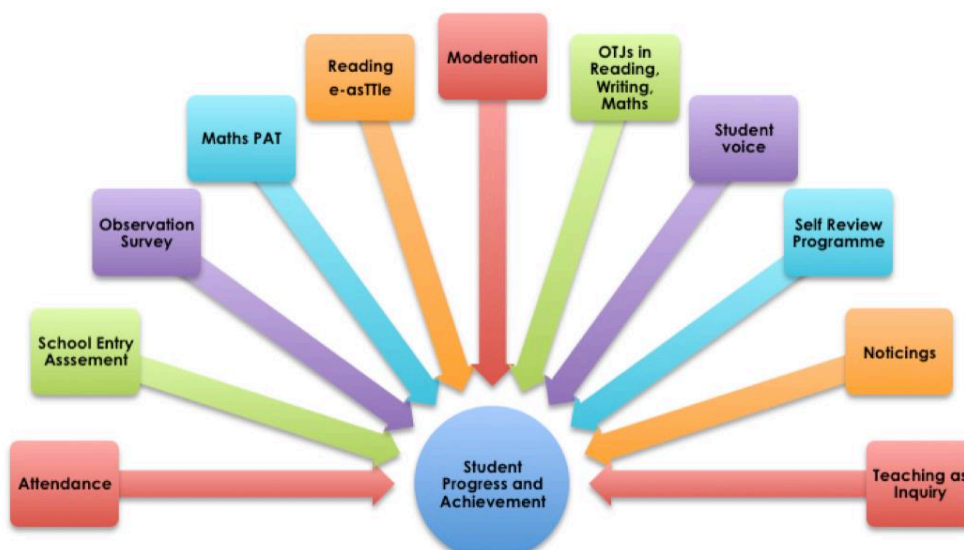 Attendance
School Entry
Asssement
Observation
Survey
Maths PAT
Reading
e-asTTle
Moderation
OTJs in
Reading,
Writing,
Maths
Student
voice
Self Review
Programme
Noticings
Teaching as
Inquiry
Student
Progress and
Achievement